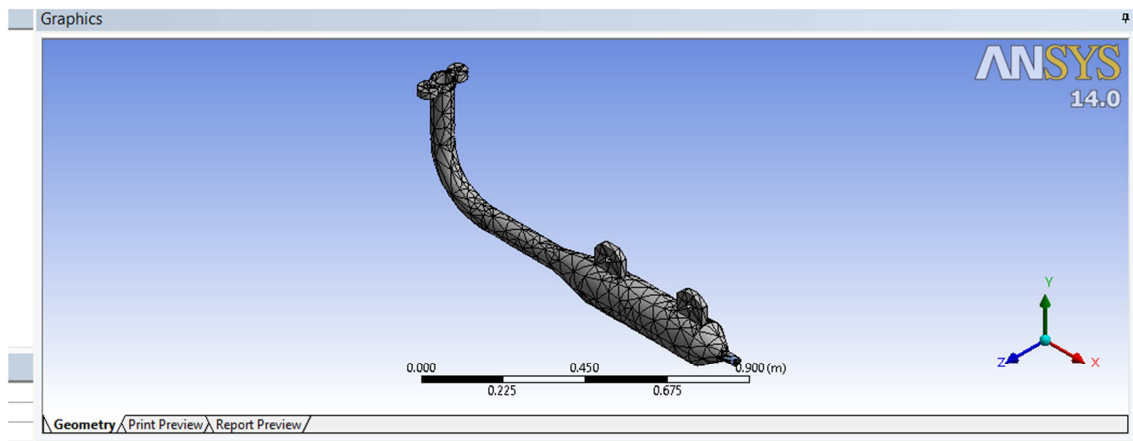 Graphics
ANSYS
14.0
Y
Z
X
0.000
0.450
0.900 (m)
0.225
0.675
Geometry
Print Preview
Report Preview